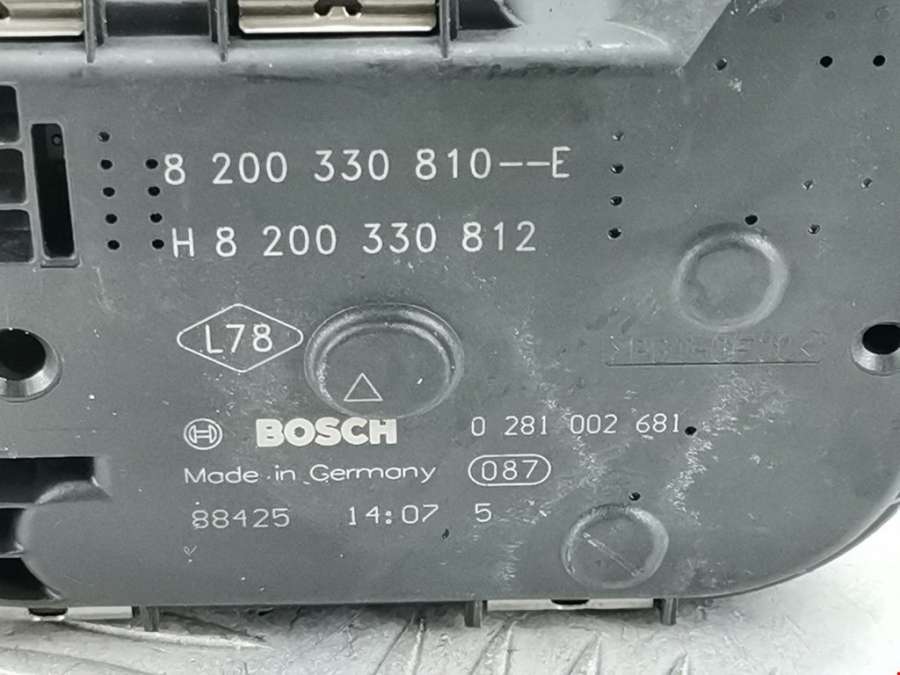 8 200 330 810--E
H 8 200 330 812
L78
BOSCH 0 281 002 681
Made in Germany 087
88425 14:07 5